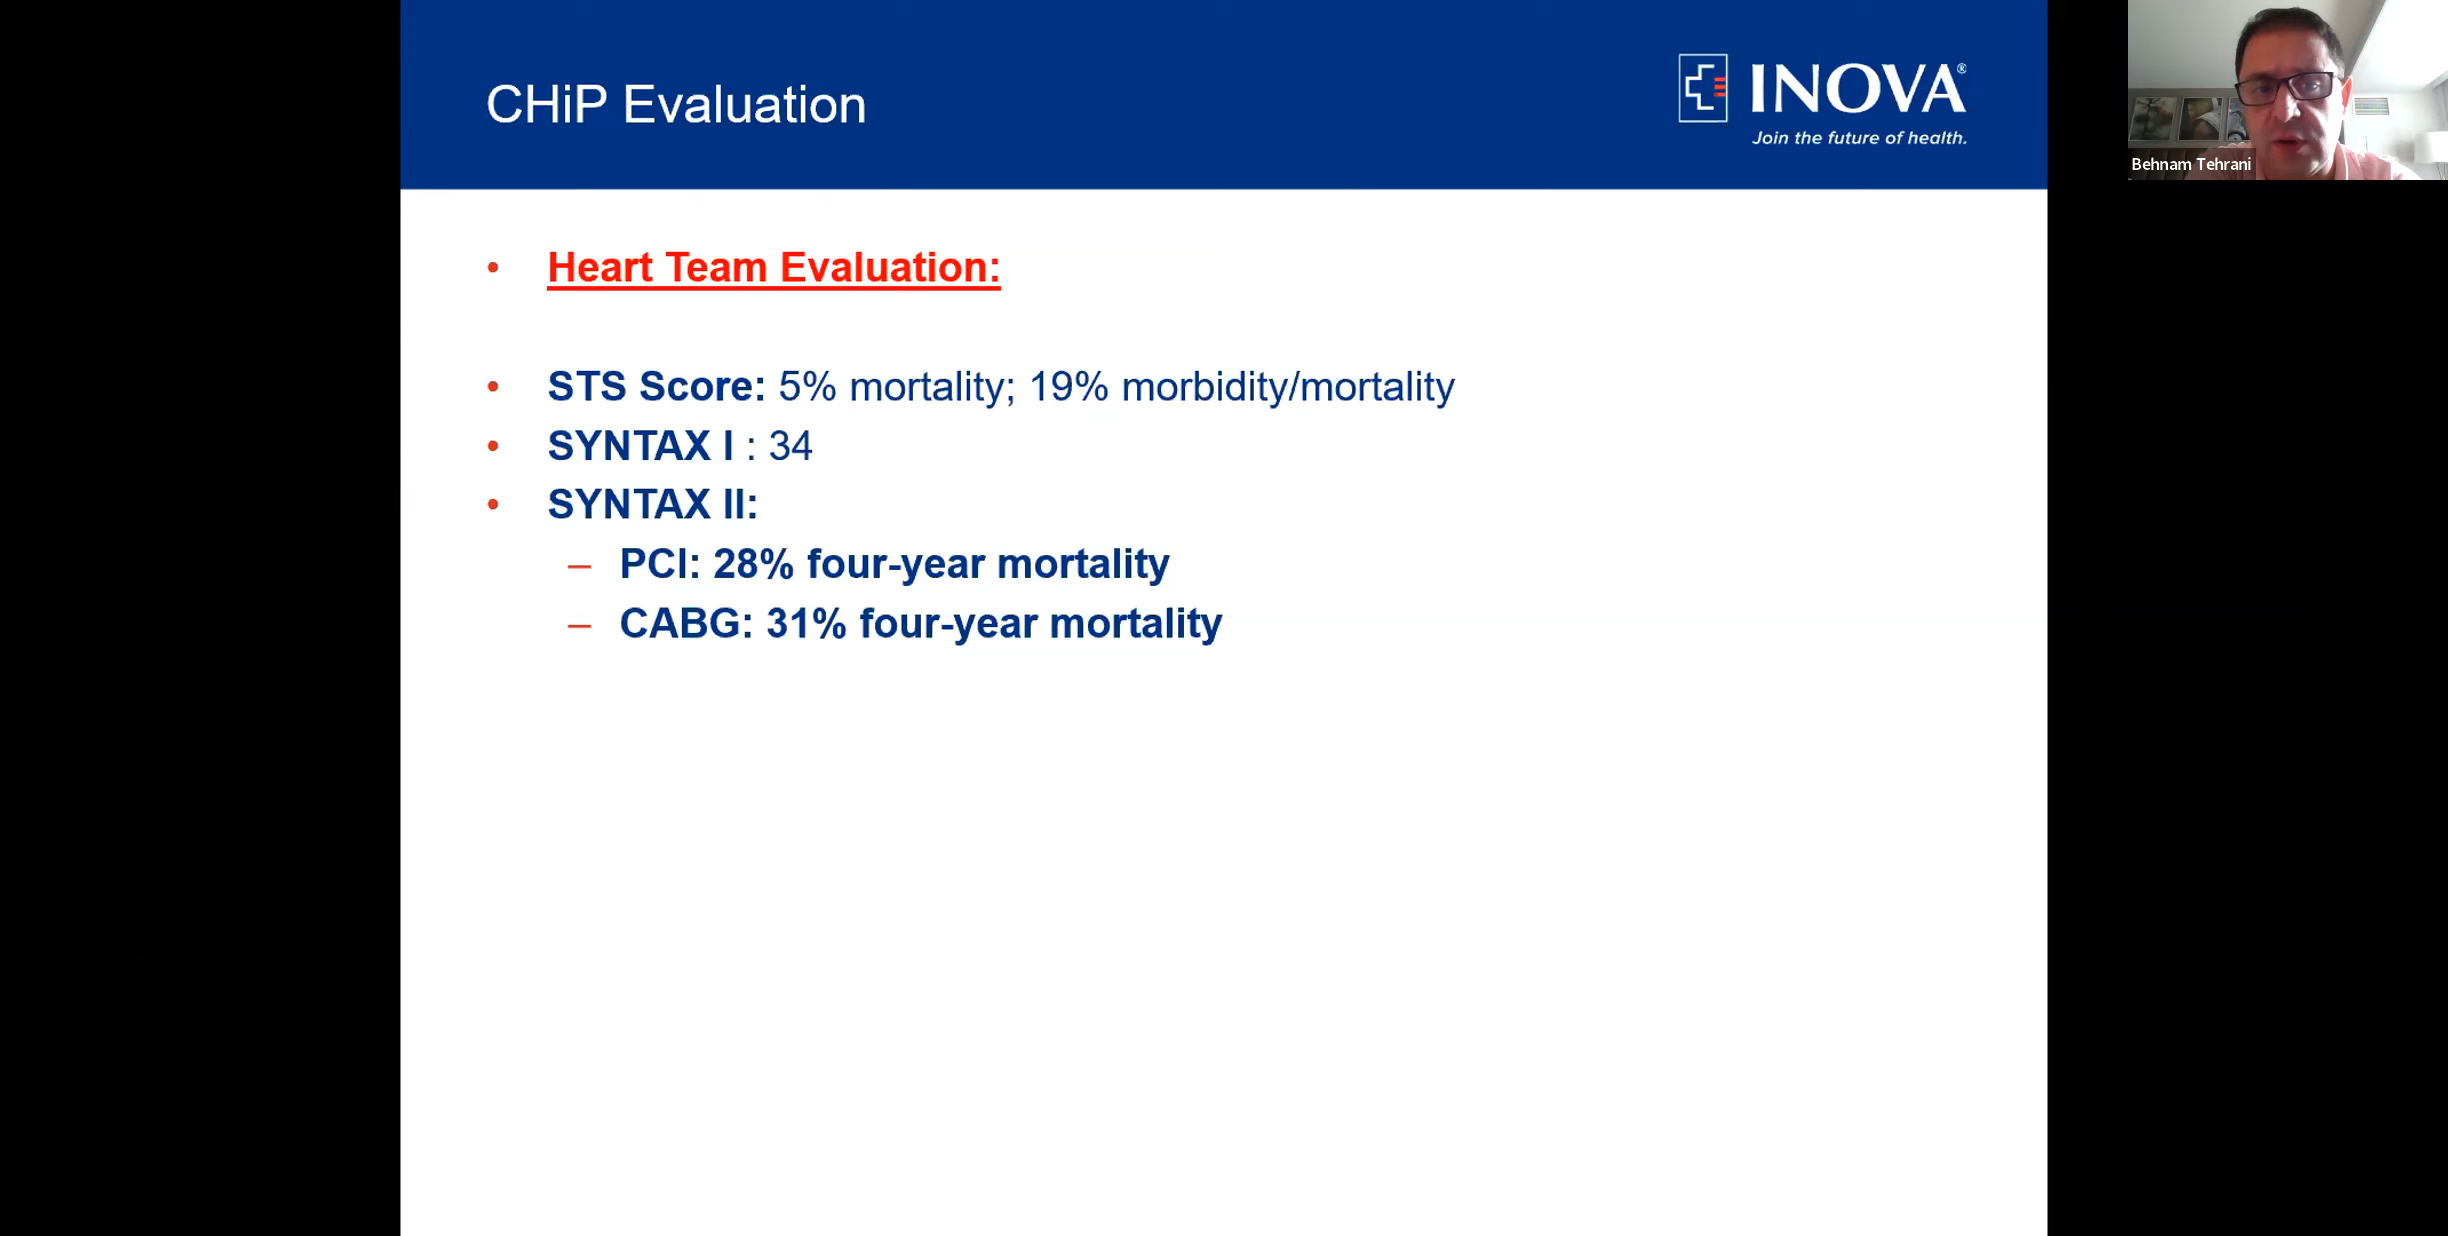 CHiP Evaluation
INOVA®
Join the future of health.
Behnam Tehrani
• Heart Team Evaluation:
• STS Score: 5% mortality; 19% morbidity/mortality
• SYNTAX I : 34
• SYNTAX II:
– PCI: 28% four-year mortality
– CABG: 31% four-year mortality